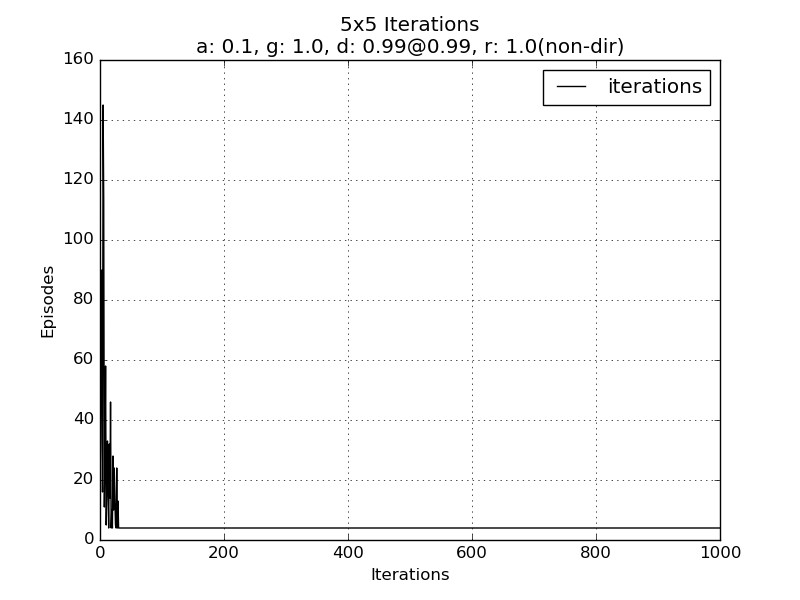 5x5 Iterations
a: 0.1, g: 1.0, d: 0.99@0.99, r: 1.0(non-dir)
iterations
160
140
120
100
80
60
40
20
0
Episodes
0 200 400 600 800 1000
Iterations